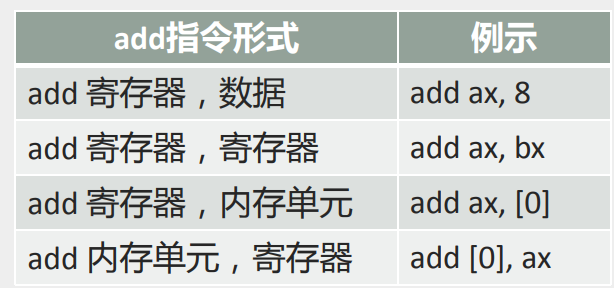 add指令形式 例示
add 寄存器，数据 add ax, 8
add 寄存器，寄存器 add ax, bx
add 寄存器，内存单元 add ax, [0]
add 内存单元，寄存器 add [0], ax